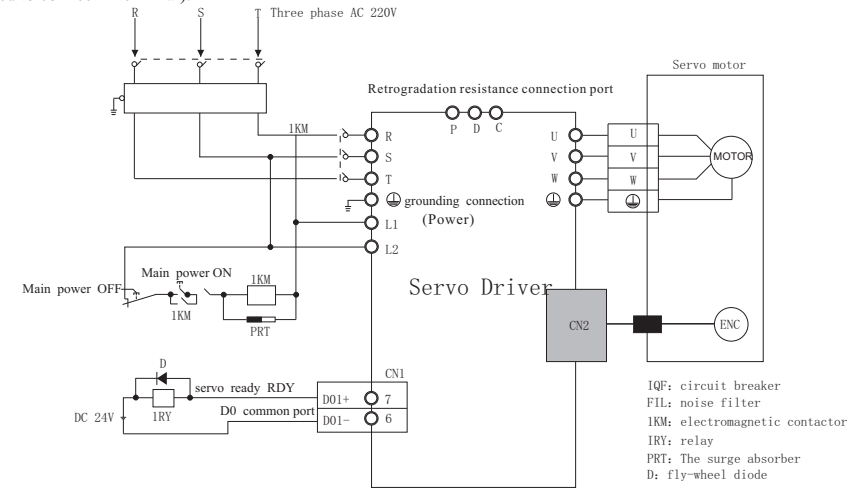 R S T Three phase AC 220V
Servo motor
Retrogradation resistance connection port
P D C
1KM
R U U
S V V MOTOR
T W W
grounding connection
(Power)
L1
L2
Main power OFF
Main power ON
1KM
1KM
PRT
Servo Driver
CN2
ENC
CN1
D
servo ready RDY
DO1+ 7
D0 common port
DO1- 6
DC 24V
1RY
IQF: circuit breaker
FIL: noise filter
1KM: electromagnetic contactor
IRY: relay
PRT: The surge absorber
D: fly-wheel diode